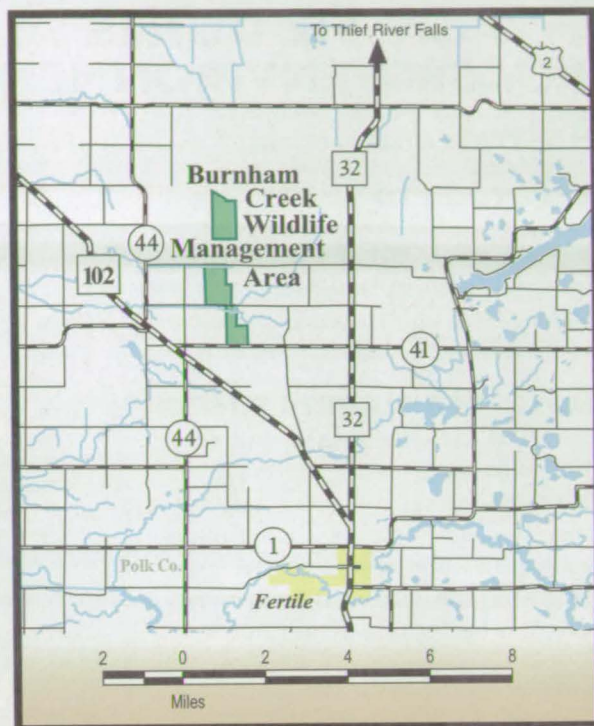 To Thief River Falls
2
32
Burnham
Creek
Wildlife
Management
Area
44
102
41
32
44
1
Polk Co.
Fertile
2 0 2 4 6 8
Miles